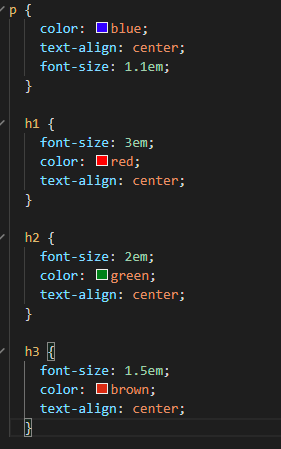 p {
color: blue;
text-align: center;
font-size: 1.1em;
}
h1 {
font-size: 3em;
color: red;
text-align: center;
}
h2 {
font-size: 2em;
color: green;
text-align: center;
}
h3 {
font-size: 1.5em;
color: brown;
text-align: center;
}